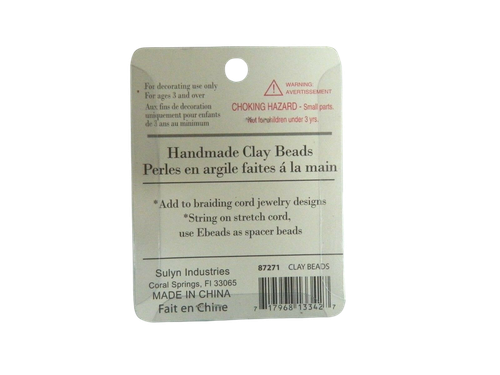 For decorating use only
For ages 3 and over
Aux fins de decoration
uniquement pour enfants
de 3 ans au minimum
WARNING:
AVERTISSEMENT
CHOKING HAZARD - Small parts.
Not for children under 3 yrs.
Handmade Clay Beads
Perles en argile faites á la main
*Add to braiding cord jewelry designs
*String on stretch cord,
use Ebeads as spacer beads
Sulyn Industries
Coral Springs, Fl 33065
MADE IN CHINA
Fait en Chine
87271 CLAY BEADS
7 17968 13342 7